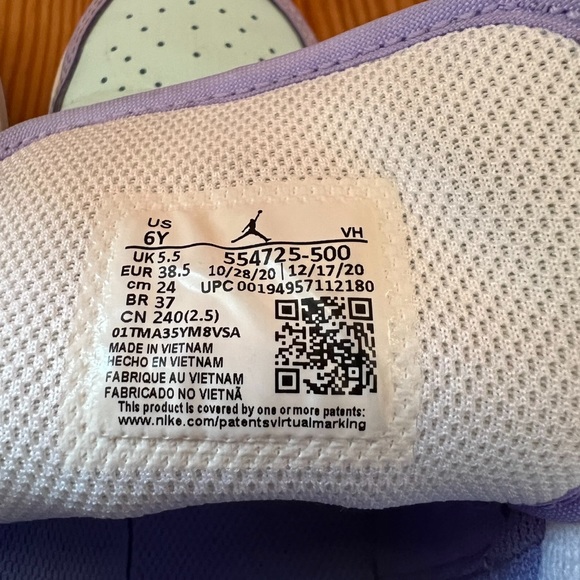 US VH
6Y
UK 5.5 554725-500
EUR 38.5 10/28/20 | 12/17/20
cm 24 UPC 00194957112180
BR 37
CN 240(2.5)
01TMA35YM8VSA
MADE IN VIETNAM
HECHO EN VIETNAM
FABRIQUE AU VIETNAM
FABRICADO NO VIETNÃ
This product is covered by one or more patents:
www.nike.com/patentsvirtualmarking